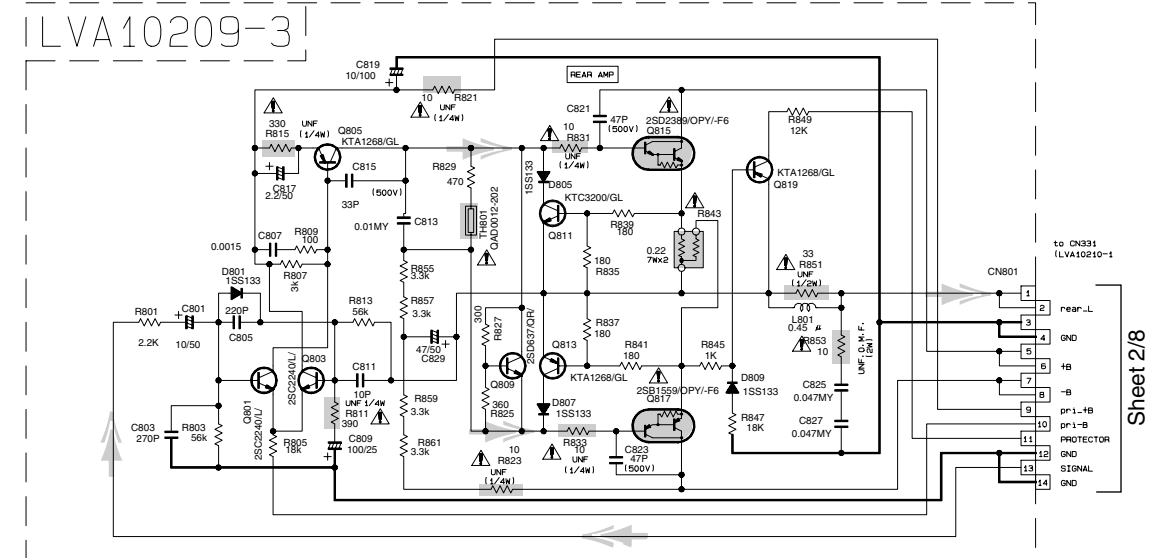 LVA10209-3
C819
10/100
+
REAR AMP
10 R821
UNF
(1/4W)
C821
47P
(500V)
2SD2389/OPY/-F6
Q815
R849
12K
330
R815
UNF
(1/4W)
Q805
KTA1268/GL
10
R831
UNF
(1/4W)
+
C817
2.2/50
C815
33P
(500V)
R829
470
1SS133
D805
KTC3200/GL
Q811
KTA1268/GL
Q819
TH801
QAD0012-202
0.01MY
C813
R839
180
R843
0.22
7Wx2
0.0015
C807
R809
100
R807
3k
180
R835
R855
3.3k
33
R851
UNF
(1/2W)
to CN331
(LVA10210-1
CN801
D801
1SS133
R801
2.2K
C801
+
10/50
220P
C805
R813
56k
R857
3.3k
47/50
C829
+
300
R827
2SD637/QR/
R837
180
L801
0.45 μ
R853
10
UNF.O.M.F.
(2W)
Q813
KTA1268/GL
R841
180
R845
1K
2SC2240/L/
Q803
C811
10P
Q801
2SC2240/L/
UNF 1/4W
R811
390
Q809
360
R825
2SB1559/OPY/-F6
Q817
D809
1SS133
C825
0.047MY
R859
3.3k
D807
1SS133
R847
18K
C827
0.047MY
C803
270P
R803
56k
R805
18k
C809
100/25
+
R861
3.3k
R833
10
UNF
(1/4W)
C823
47P
(500V)
10
R823
UNF
(1/4W)
1
2 rear_L
3
4 GND
5
6 +B
7
8 -B
9 pri-+B
10 pri-B
11 PROTECTOR
12 GND
13 SIGNAL
14 GND
Sheet 2/8